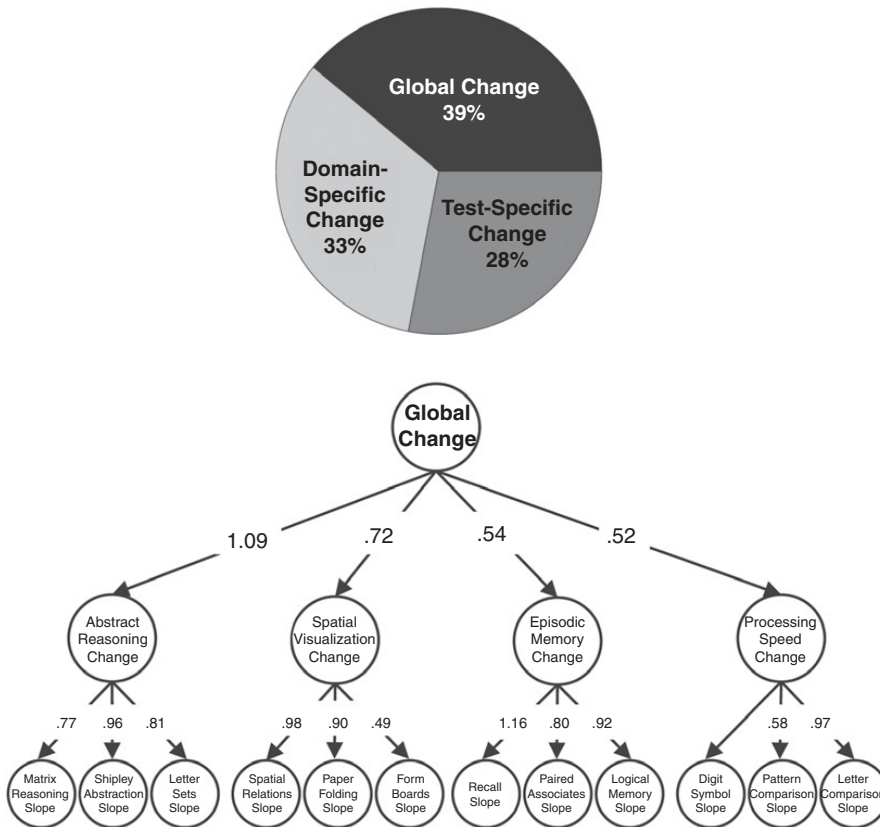 Global Change
39%
Domain-
Specific
Change
33%
Test-Specific
Change
28%
Global
Change
1.09
.72
.54
.52
Abstract
Reasoning
Change
Spatial
Visualization
Change
Episodic
Memory
Change
Processing
Speed
Change
.77
.96
.81
.98
.90
.49
1.16
.80
.92
.58
.97
Matrix
Reasoning
Slope
Shipley
Abstraction
Slope
Letter
Sets
Slope
Spatial
Relations
Slope
Paper
Folding
Slope
Form
Boards
Slope
Recall
Slope
Paired
Associates
Slope
Logical
Memory
Slope
Digit
Symbol
Slope
Pattern
Comparison
Slope
Letter
Comparison
Slope